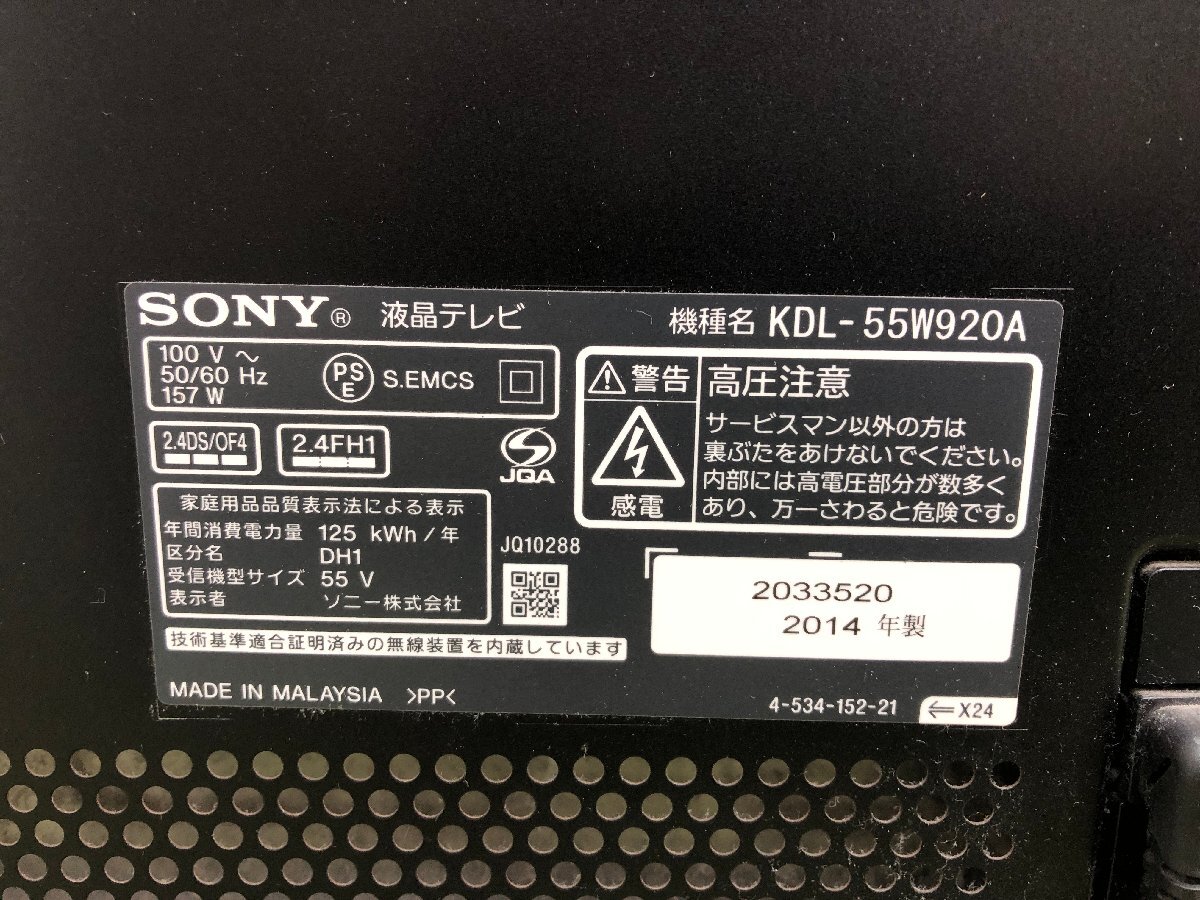 SONY® 液晶テレビ
機種名 KDL-55W920A
100 V ～
50/60 Hz
157 W
PS
E
S.EMCS
2.4DS/OF4
2.4FH1
JQA
警告
感電
高圧注意
サービスマン以外の方は
裏ぶたをあけないでください。
内部には高電圧部分が数多く
あり、万一さわると危険です。
家庭用品品質表示法による表示
年間消費電力量 125 kWh/年
区分名 DH1
受信機型サイズ 55 V
表示者 ソニー株式会社
JQ10288
2033520
2014 年製
技術基準適合証明済みの無線装置を内蔵しています
MADE IN MALAYSIA >PP<
4-534-152-21
⇐X24